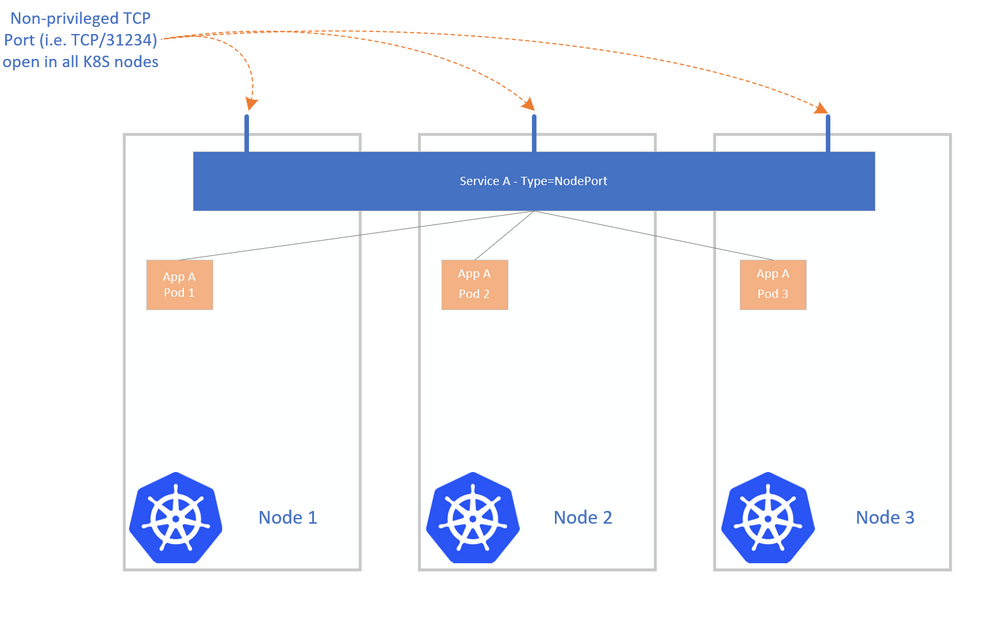 Non-privileged TCP
Port (i.e. TCP/31234)
open in all K8S nodes
Service A - Type=NodePort
App A
Pod 1
App A
Pod 2
App A
Pod 3
Node 1
Node 2
Node 3